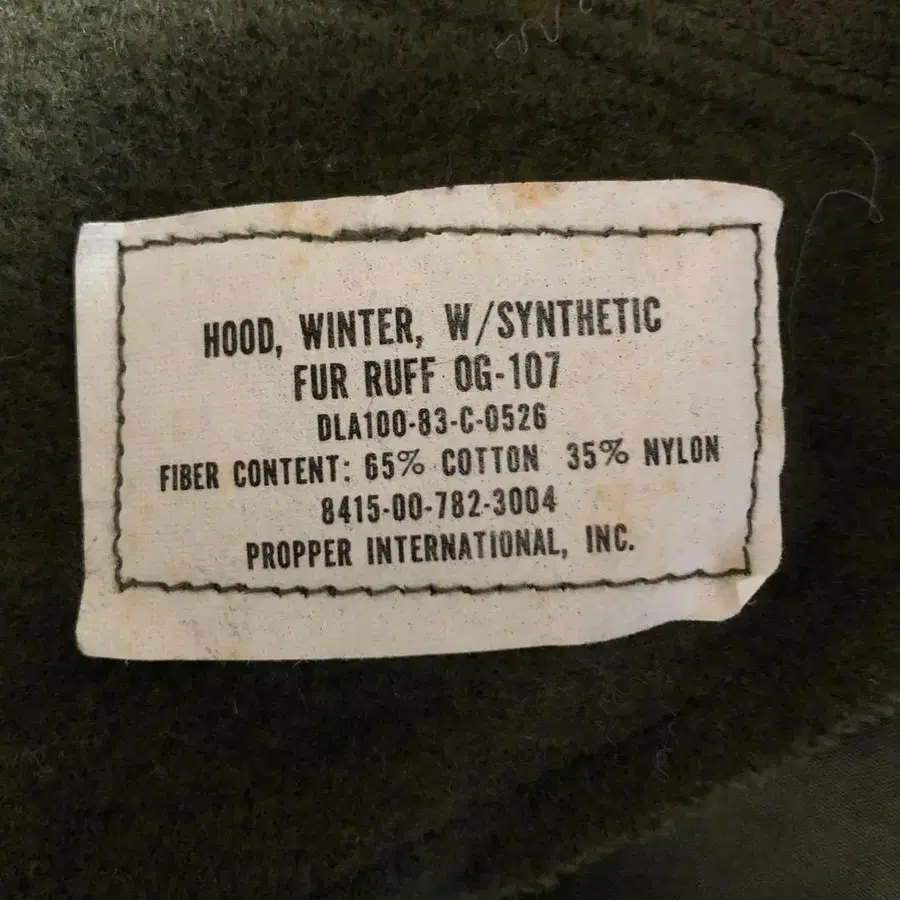 HOOD, WINTER, W/SYNTHETIC
FUR RUFF OG-107
DLA100-83-C-0526
FIBER CONTENT: 65% COTTON 35% NYLON
8415-00-782-3004
PROPPER INTERNATIONAL, INC.